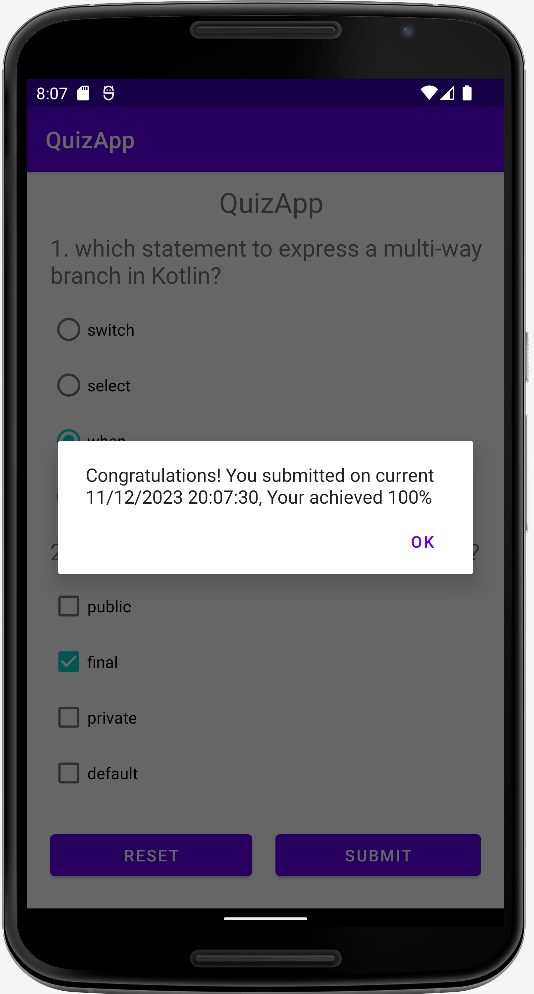 8:07
QuizApp
QuizApp
1. which statement to express a multi-way
branch in Kotlin?
switch
select
when
Congratulations! You submitted on current
11/12/2023 20:07:30, Your achieved 100%
OK
2
?
public
final
private
default
RESET
SUBMIT